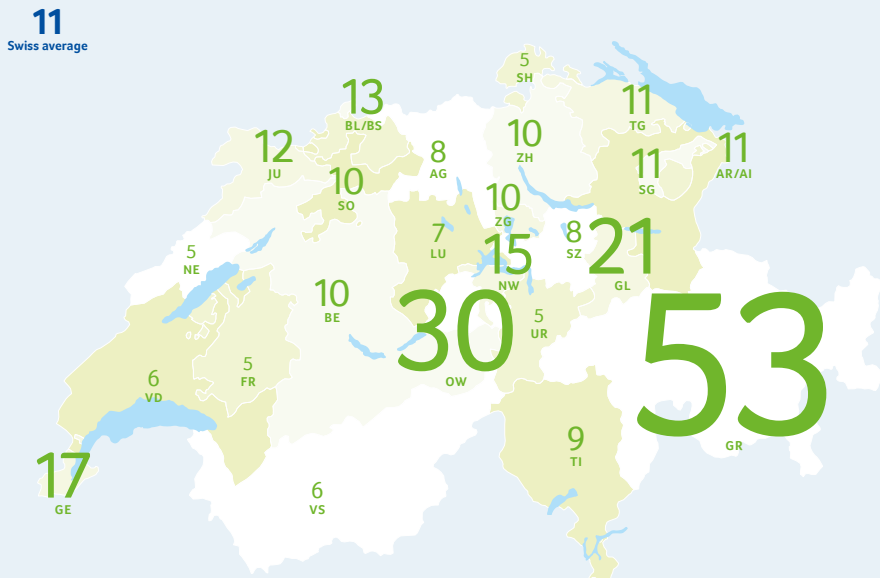 11
Swiss average
5
SH
13
BL/BS
11
TG
12
JU
8
AG
10
ZH
11
AR/AI
11
SG
10
SO
10
ZG
5
NE
7
LU
15
NW
8
SZ
21
GL
10
BE
30
OW
5
UR
53
GR
6
VD
5
FR
9
TI
17
GE
6
VS